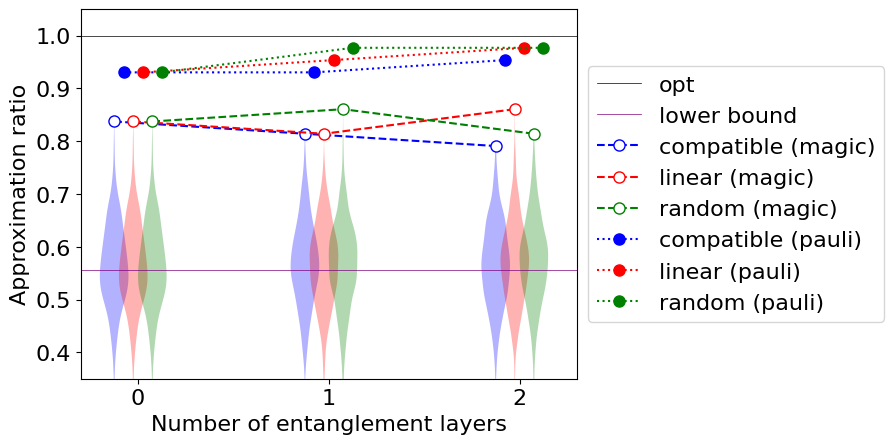 1.0
0.9
0.8
0.7
0.6
0.5
0.4
Approximation ratio
0 1 2
Number of entanglement layers
opt
lower bound
compatible (magic)
linear (magic)
random (magic)
compatible (pauli)
linear (pauli)
random (pauli)